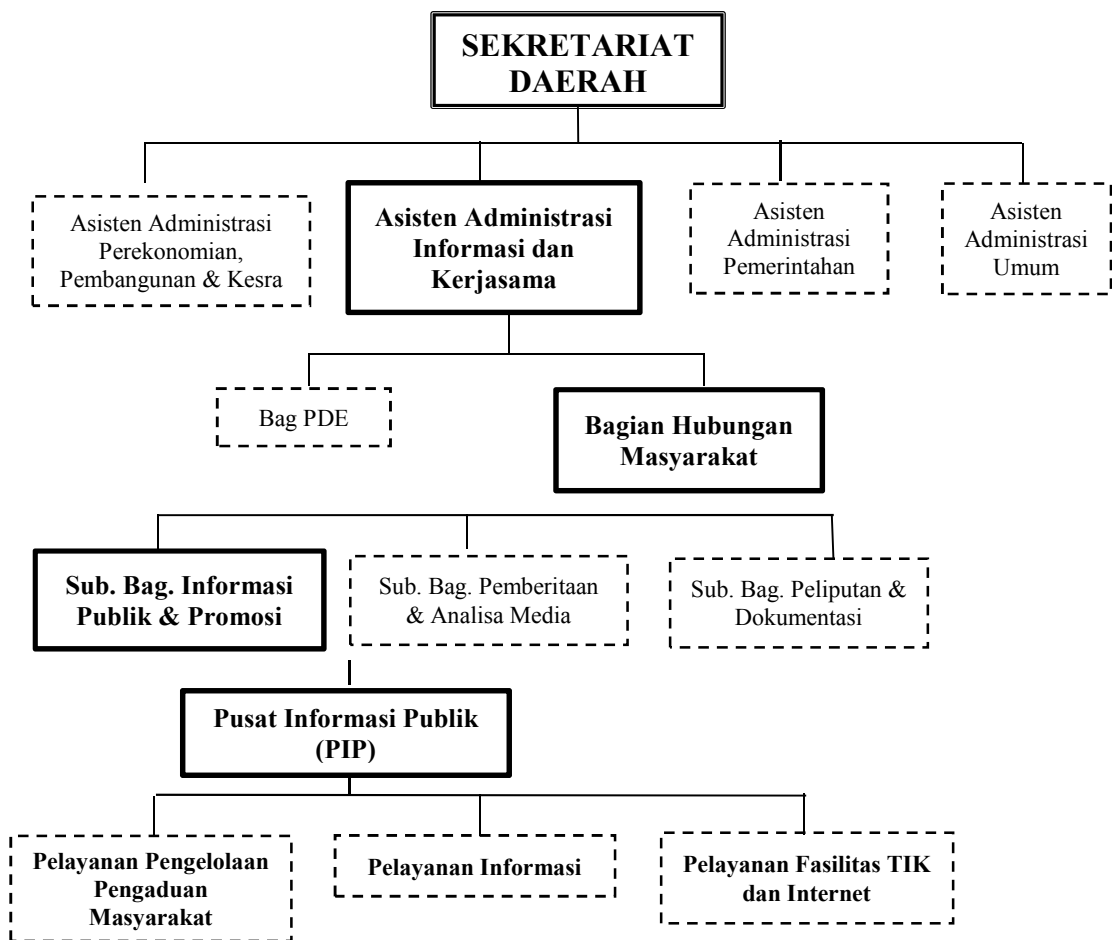 SEKRETARIAT
DAERAH
Asisten Administrasi
Perekonomian,
Pembangunan & Kesra
Asisten Administrasi
Informasi dan
Kerjasama
Asisten
Administrasi
Pemerintahan
Asisten
Administrasi
Umum
Bag PDE
Bagian Hubungan
Masyarakat
Sub. Bag. Informasi
Publik & Promosi
Sub. Bag. Pemberitaan
& Analisa Media
Sub. Bag. Peliputan &
Dokumentasi
Pusat Informasi Publik
(PIP)
Pelayanan Pengelolaan
Pengaduan
Masyarakat
Pelayanan Informasi
Pelayanan Fasilitas TIK
dan Internet